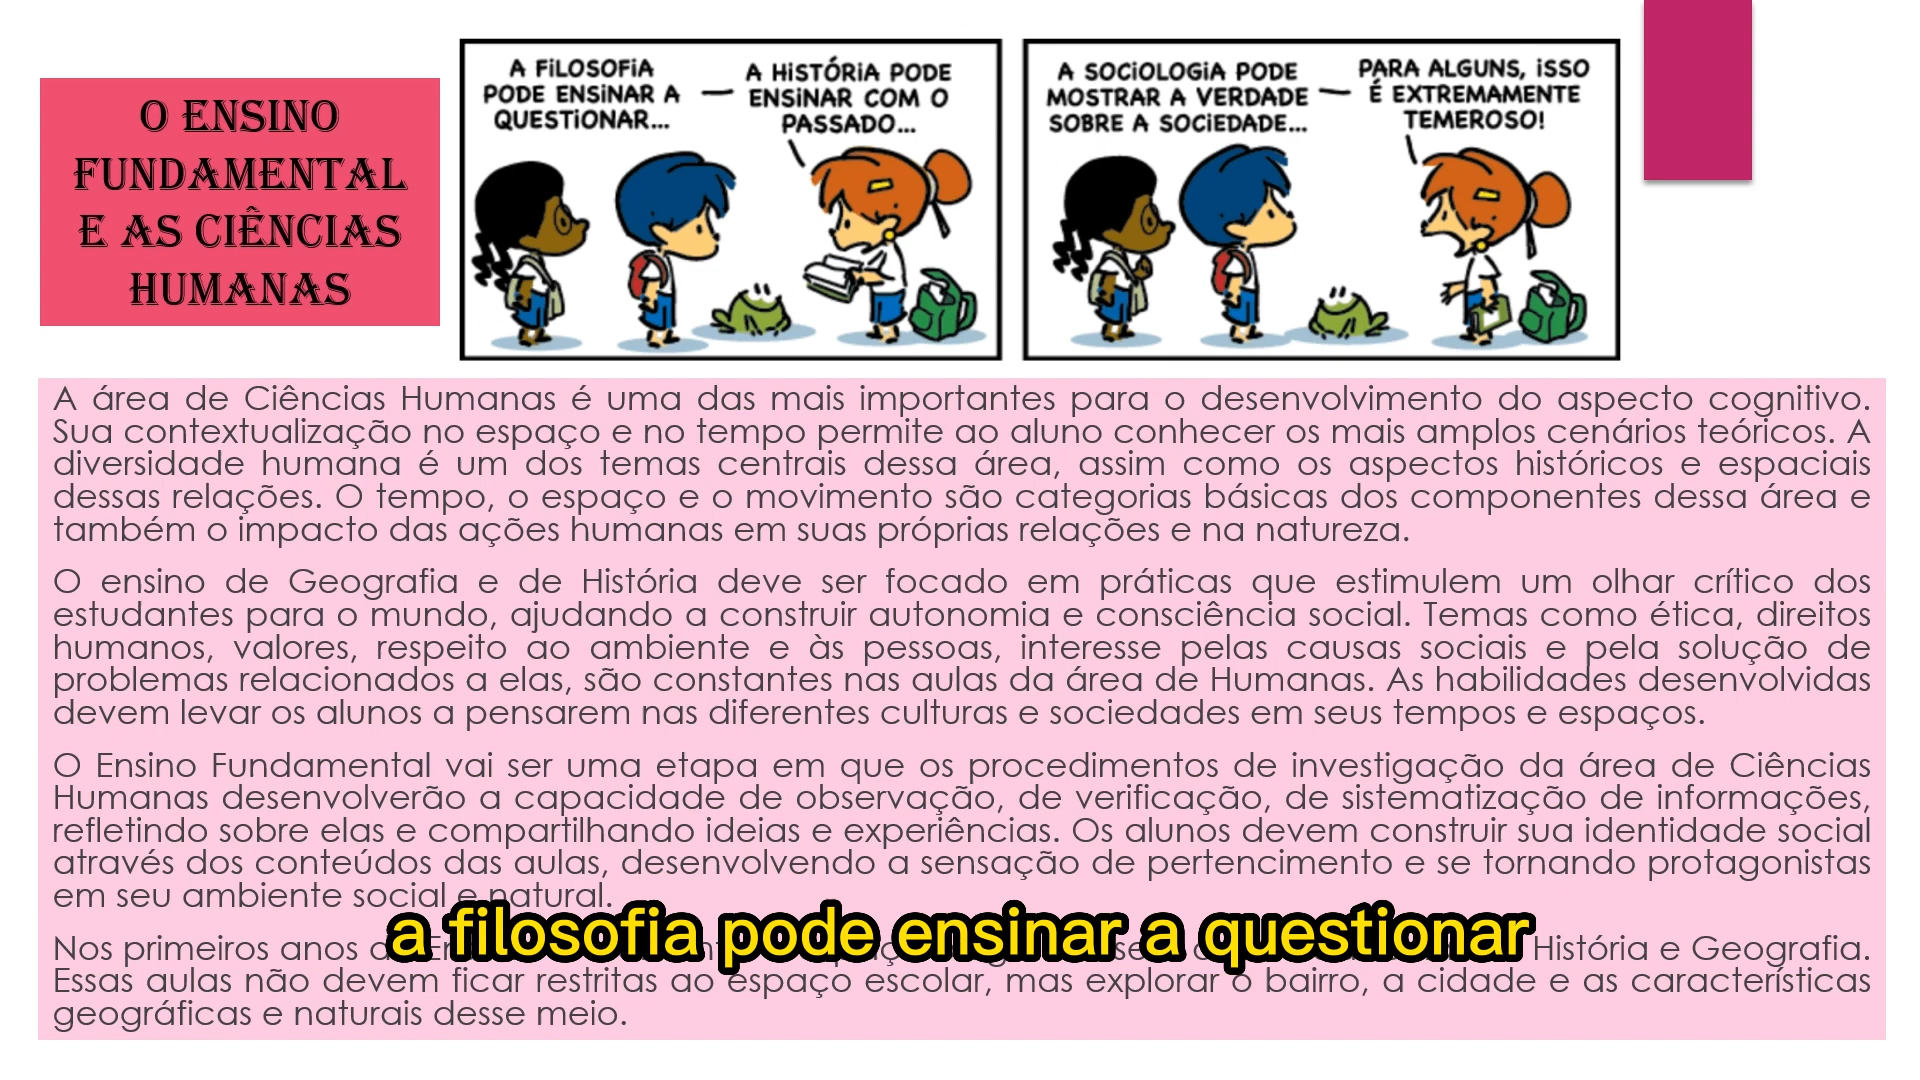 O ENSINO
FUNDAMENTAL
E AS CIÊNCIAS
HUMANAS
A FILOSOFIA
PODE ENSINAR A
QUESTIONAR...
A HISTÓRIA PODE
ENSINAR COM O
PASSADO...
A SOCIOLOGIA PODE
MOSTRAR A VERDADE
SOBRE A SOCIEDADE...
PARA ALGUNS, ISSO
É EXTREMAMENTE
TEMEROSO!
A área de Ciências Humanas é uma das mais importantes para o desenvolvimento do aspecto cognitivo.
Sua contextualização no espaço e no tempo permite ao aluno conhecer os mais amplos cenários teóricos. A
diversidade humana é um dos temas centrais dessa área, assim como os aspectos históricos e espaciais
dessas relações. O tempo, o espaço e o movimento são categorias básicas dos componentes dessa área e
também o impacto das ações humanas em suas próprias relações e na natureza.
O ensino de Geografia e de História deve ser focado em práticas que estimulem um olhar crítico dos
estudantes para o mundo, ajudando a construir autonomia e consciência social. Temas como ética, direitos
humanos, valores, respeito ao ambiente e às pessoas, interesse pelas causas sociais e pela solução de
problemas relacionados a elas, são constantes nas aulas da área de Humanas. As habilidades desenvolvidas
devem levar os alunos a pensarem nas diferentes culturas e sociedades em seus tempos e espaços.
O Ensino Fundamental vai ser uma etapa em que os procedimentos de investigação da área de Ciências
Humanas desenvolverão a capacidade de observação, de verificação, de sistematização de informações,
refletindo sobre elas e compartilhando ideias e experiências. Os alunos devem construir sua identidade social
através dos conteúdos das aulas, desenvolvendo a sensação de pertencimento e se tornando protagonistas
em seu ambiente social e natural.
a filosofia pode ensinar a questionar
Nos primeiros anos História e Geografia.
Essas aulas não devem ficar restritas ao espaço escolar, mas explorar o bairro, a cidade e as características
geográficas e naturais desse meio.